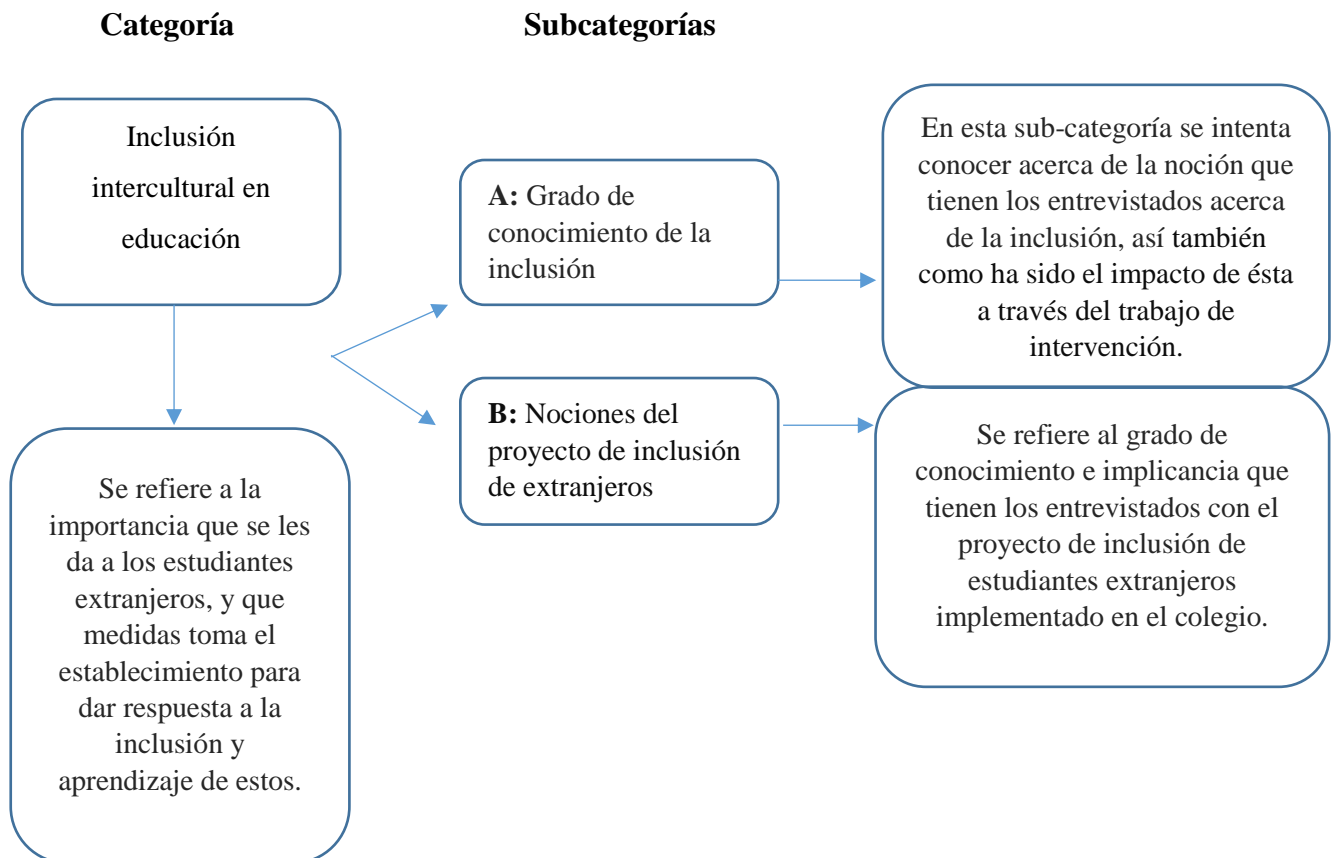 Categoría
Subcategorías
Inclusión
intercultural en
educación
Se refiere a la
importancia que se les
da a los estudiantes
extranjeros, y que
medidas toma el
establecimiento para
dar respuesta a la
inclusión y
aprendizaje de estos.
A: Grado de
conocimiento de la
inclusión
En esta sub-categoría se intenta
conocer acerca de la noción que
tienen los entrevistados acerca
de la inclusión, así también
como ha sido el impacto de ésta
a través del trabajo de
intervención.
B: Nociones del
proyecto de inclusión
de extranjeros
Se refiere al grado de
conocimiento e implicancia que
tienen los entrevistados con el
proyecto de inclusión de
estudiantes extranjeros
implementado en el colegio.